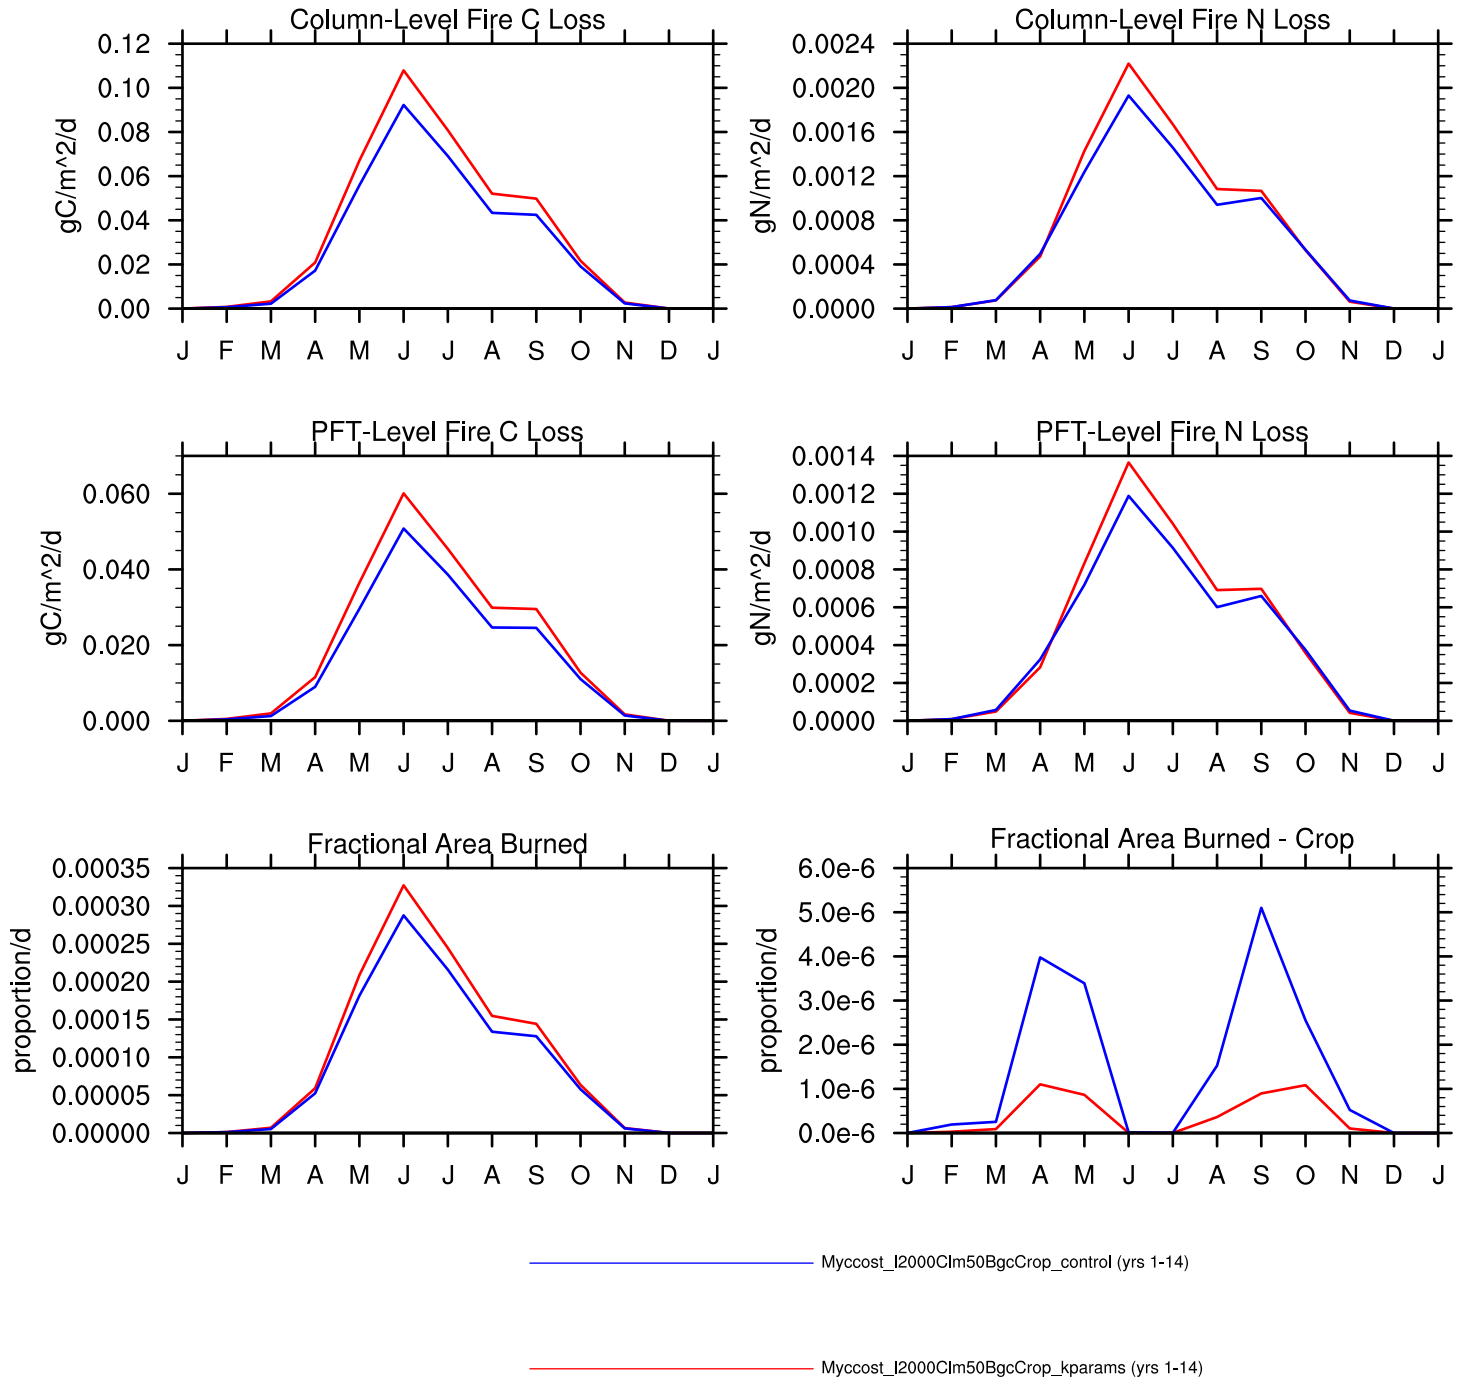 Column-Level Fire C Loss
gC/m^2/d
0.12
0.10
0.08
0.06
0.04
0.02
0.00
J F M A M J J A S O N D J
Column-Level Fire N Loss
gN/m^2/d
0.0024
0.0020
0.0016
0.0012
0.0008
0.0004
0.0000
J F M A M J J A S O N D J
PFT-Level Fire C Loss
gC/m^2/d
0.060
0.040
0.020
0.000
J F M A M J J A S O N D J
PFT-Level Fire N Loss
gN/m^2/d
0.0014
0.0012
0.0010
0.0008
0.0006
0.0004
0.0002
0.0000
J F M A M J J A S O N D J
Fractional Area Burned
proportion/d
0.00035
0.00030
0.00025
0.00020
0.00015
0.00010
0.00005
0.00000
J F M A M J J A S O N D J
Fractional Area Burned - Crop
proportion/d
6.0e-6
5.0e-6
4.0e-6
3.0e-6
2.0e-6
1.0e-6
0.0e-6
J F M A M J J A S O N D J
Myccost_I2000Clm50BgcCrop_control (yrs 1-14)
Myccost_I2000Clm50BgcCrop_kparams (yrs 1-14)